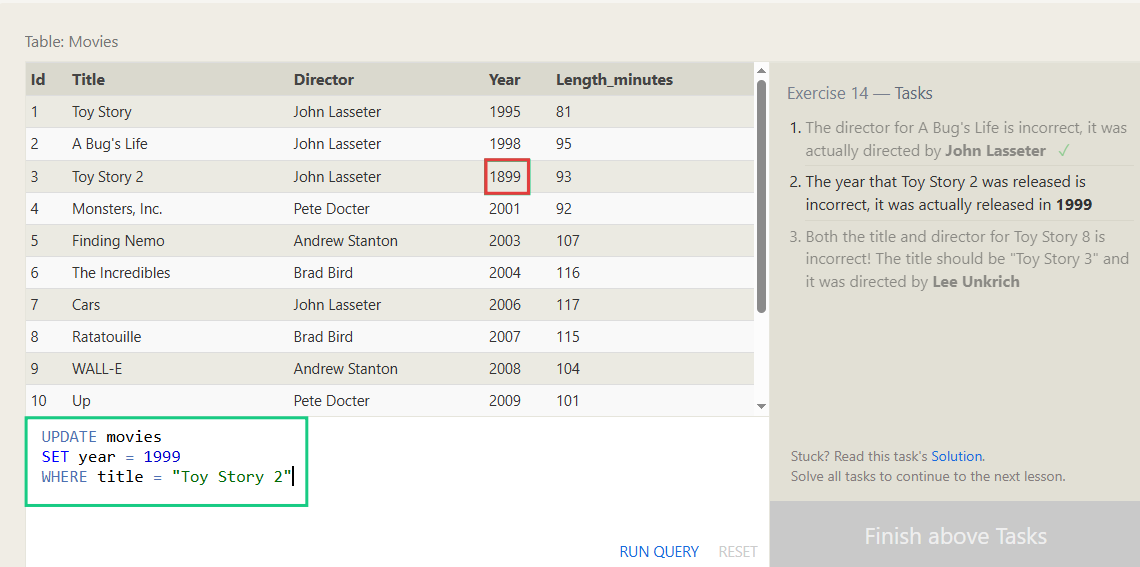 Table: Movies
Id Title Director Year Length_minutes
1 Toy Story John Lasseter 1995 81
2 A Bug's Life John Lasseter 1998 95
3 Toy Story 2 John Lasseter 1899 93
4 Monsters, Inc. Pete Docter 2001 92
5 Finding Nemo Andrew Stanton 2003 107
6 The Incredibles Brad Bird 2004 116
7 Cars John Lasseter 2006 117
8 Ratatouille Brad Bird 2007 115
9 WALL-E Andrew Stanton 2008 104
10 Up Pete Docter 2009 101
UPDATE movies
SET year = 1999
WHERE title = "Toy Story 2"
RUN QUERY RESET
Exercise 14 — Tasks
1. The director for A Bug's Life is incorrect, it was
actually directed by John Lasseter ✓
2. The year that Toy Story 2 was released is
incorrect, it was actually released in 1999
3. Both the title and director for Toy Story 8 is
incorrect! The title should be "Toy Story 3" and
it was directed by Lee Unkrich
Stuck? Read this task's Solution.
Solve all tasks to continue to the next lesson.
Finish above Tasks